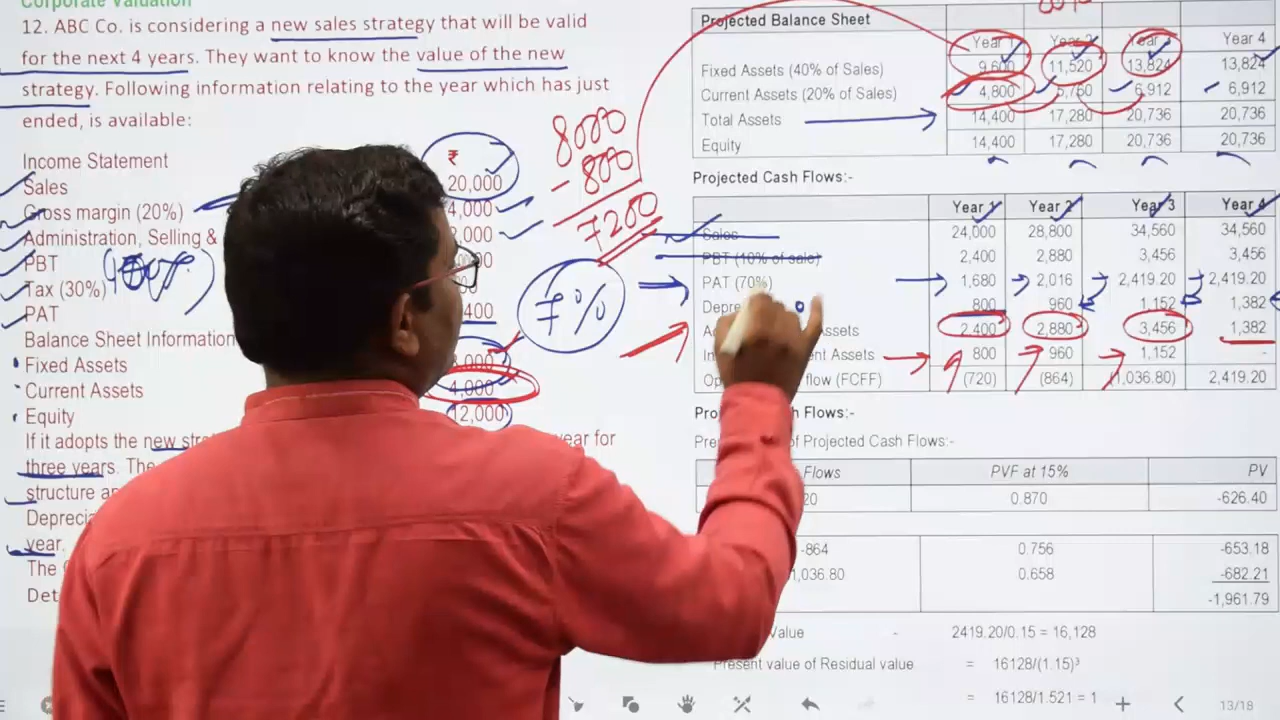 Corporate Valuation
12. ABC Co. is considering a new sales strategy that will be valid
for the next 4 years. They want to know the value of the new
strategy. Following information relating to the year which has just
ended, is available:
Income Statement ₹
Sales 20,000
Gross margin (20%) 4,000
Administration, Selling &
PBT
Tax (30%)
PAT 400
Balance Sheet Information
Fixed Assets
Current Assets 4,000
Equity 12,000
If it adopts the new year for
three years. The
structure
Deprecia
year.
The
Det
8000
- 800
7200
7%
Projected Balance Sheet
Year 1 Year 2 Year 3 Year 4
Fixed Assets (40% of Sales) 9,600 11,520 13,824 13,824
Current Assets (20% of Sales) 4,800 5,760 6,912 6,912
Total Assets 14,400 17,280 20,736 20,736
Equity 14,400 17,280 20,736 20,736
Projected Cash Flows:-
Year 1 Year 2 Year 3 Year 4
Sales 24,000 28,800 34,560 34,560
PBT (10% of sale) 2,400 2,880 3,456 3,456
PAT (70%) 1,680 2,016 2,419.20 2,419.20
Depre 800 960 1,152 1,382
ssets 2,400 2,880 3,456 1,382
ent Assets 800 960 1,152 -
Op flow (FCFF) (720) (864) (1,036.80) 2,419.20
Pro h Flows:-
Pre of Projected Cash Flows:-
Flows PVF at 15% PV
20 0.870 -626.40
-864 0.756 -653.18
1,036.80 0.658 -682.21
-1,961.79
Value - 2419.20/0.15 = 16,128
Present value of Residual value = 16128/(1.15)³
= 16128/1.521 = 1
13/18